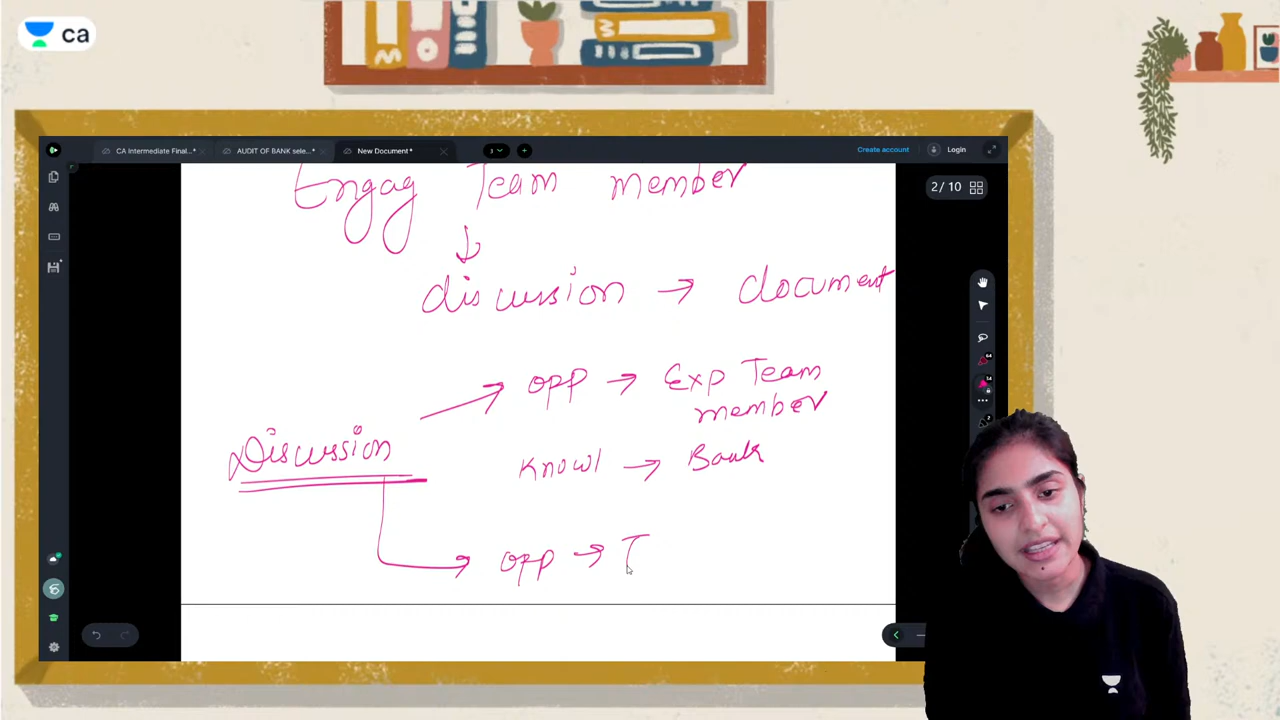 ca
CA Intermediate Final...*
AUDIT OF BANK sele...*
New Document*
3
Create account
Login
2/ 10
Engag Team member
discussion → document
Discussion
opp → Exp Team
member
Knowl → Bank
opp → T